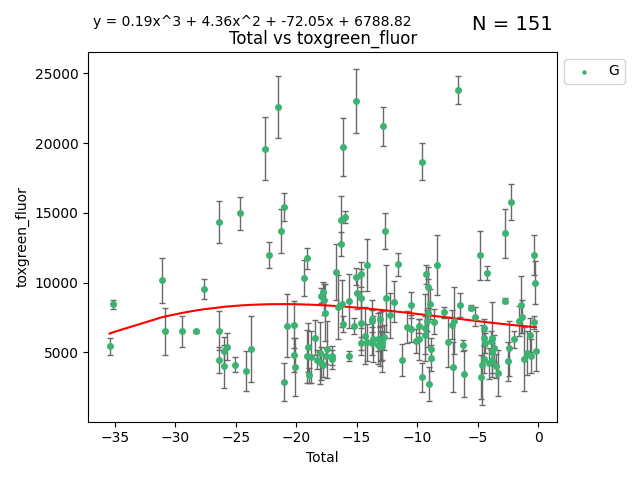 y = 0.19x^3 + 4.36x^2 + -72.05x + 6788.82
N = 151
Total vs toxgreen_fluor
G
25000
20000
15000
10000
5000
toxgreen_fluor
−35 −30 −25 −20 −15 −10 −5 0
Total